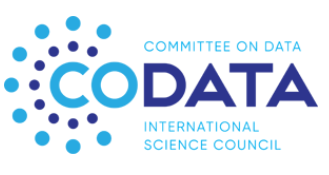 COMMITTEE ON DATA
CODATA
INTERNATIONAL
SCIENCE COUNCIL